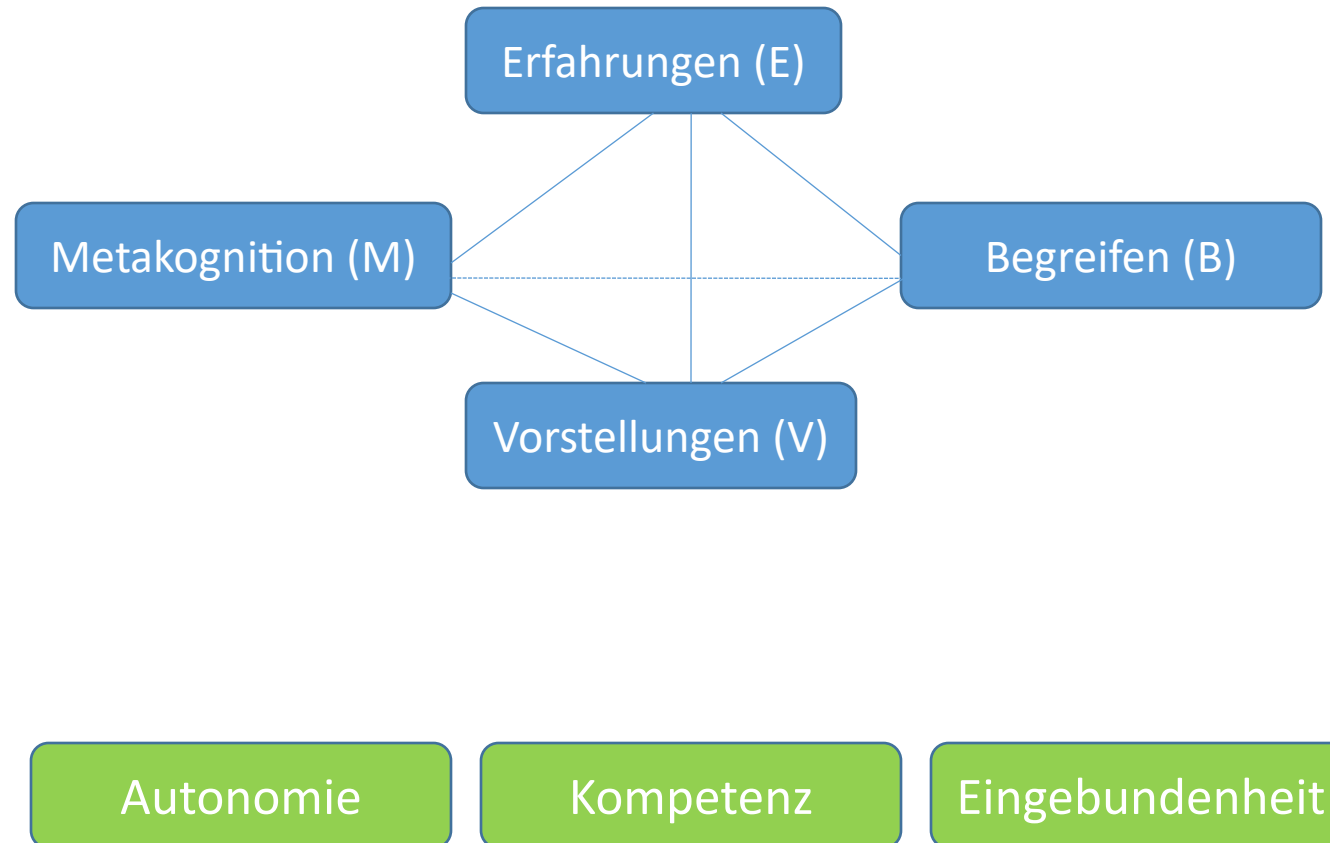 Erfahrungen (E)
Metakognition (M)
Begreifen (B)
Vorstellungen (V)
Autonomie
Kompetenz
Eingebundenheit